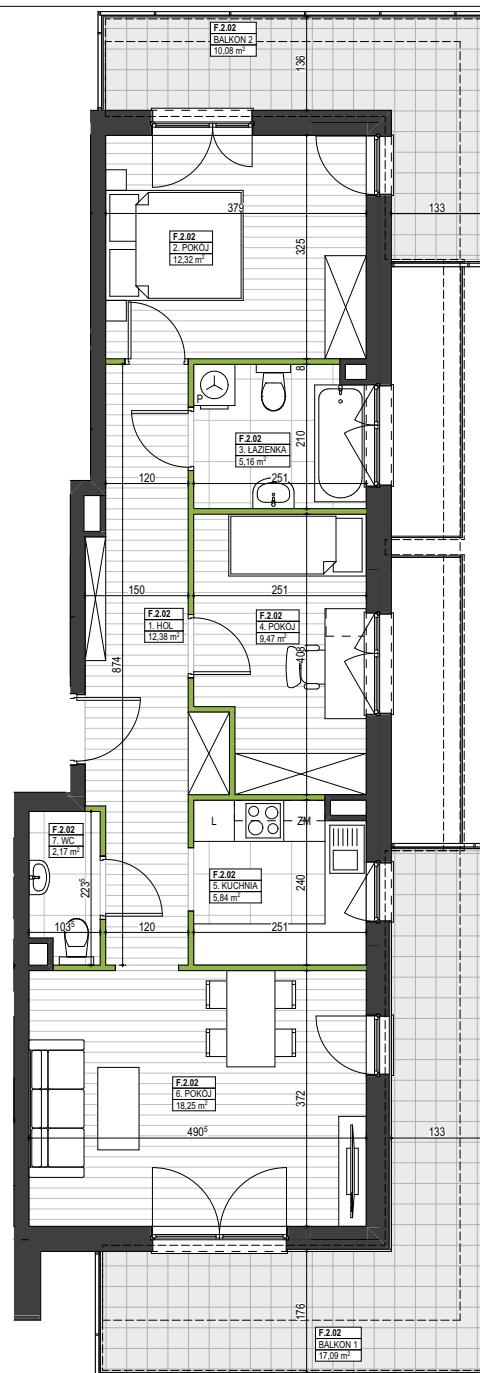 F.2.02
BALKON 2
10,08 m²
136
379
133
F.2.02
2. POKÓJ
12,32 m²
325
8
P
F.2.02
3. ŁAZIENKA
5,16 m²
210
120
251
150
251
F.2.02
1. HOL
12,38 m²
F.2.02
4. POKÓJ
9,47 m²
408
874
L
ZM
F.2.02
7. WC
2,17 m²
223⁵
F.2.02
5. KUCHNIA
5,84 m²
240
103⁵
120
251
F.2.02
6. POKÓJ
18,25 m²
372
490⁵
133
176
F.2.02
BALKON 1
17,09 m²